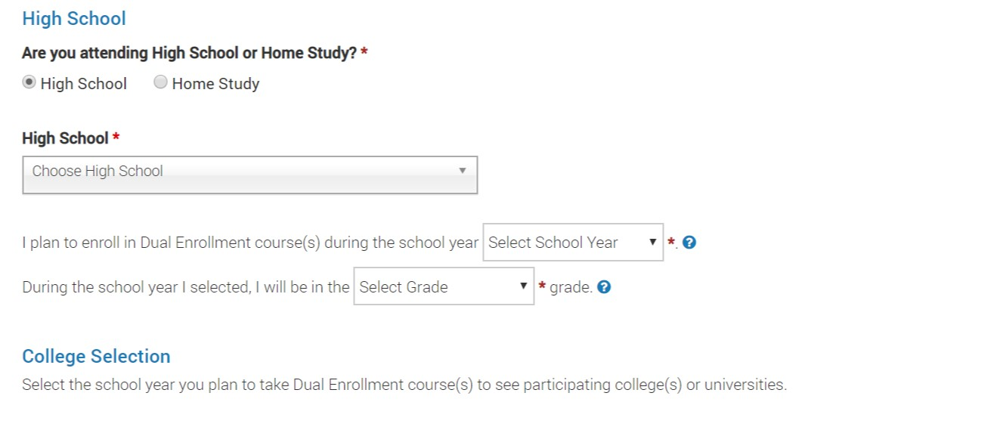 High School
Are you attending High School or Home Study? *
High School Home Study
High School *
Choose High School
I plan to enroll in Dual Enrollment course(s) during the school year Select School Year *. ?
During the school year I selected, I will be in the Select Grade * grade. ?
College Selection
Select the school year you plan to take Dual Enrollment course(s) to see participating college(s) or universities.